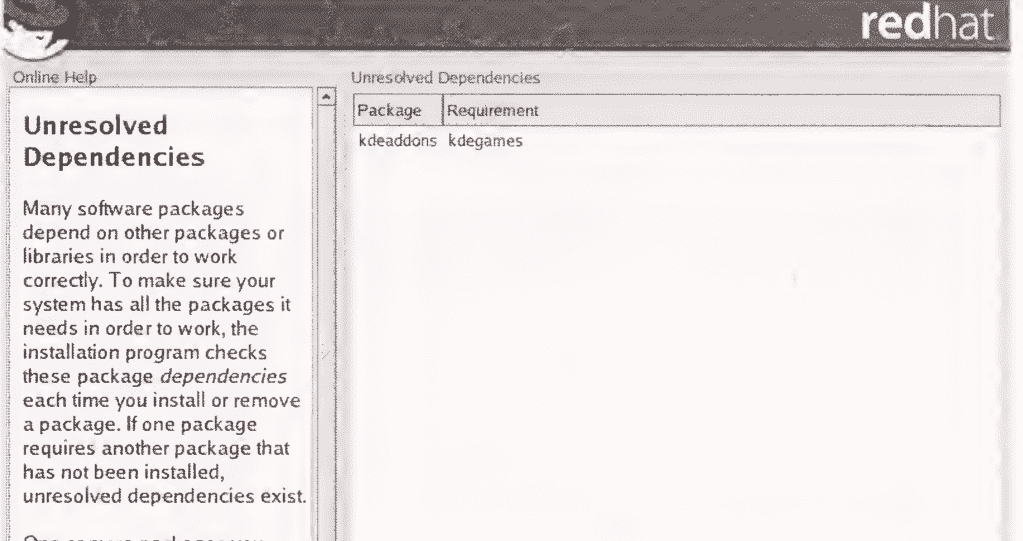 redhat
Online Help
Unresolved
Dependencies
Many software packages
depend on other packages or
libraries in order to work
correctly. To make sure your
system has all the packages it
needs in order to work, the
installation program checks
these package dependencies
each time you install or remove
a package. If one package
requires another package that
has not been installed,
unresolved dependencies exist.
Unresolved Dependencies
Package Requirement
kdeaddons kdegames